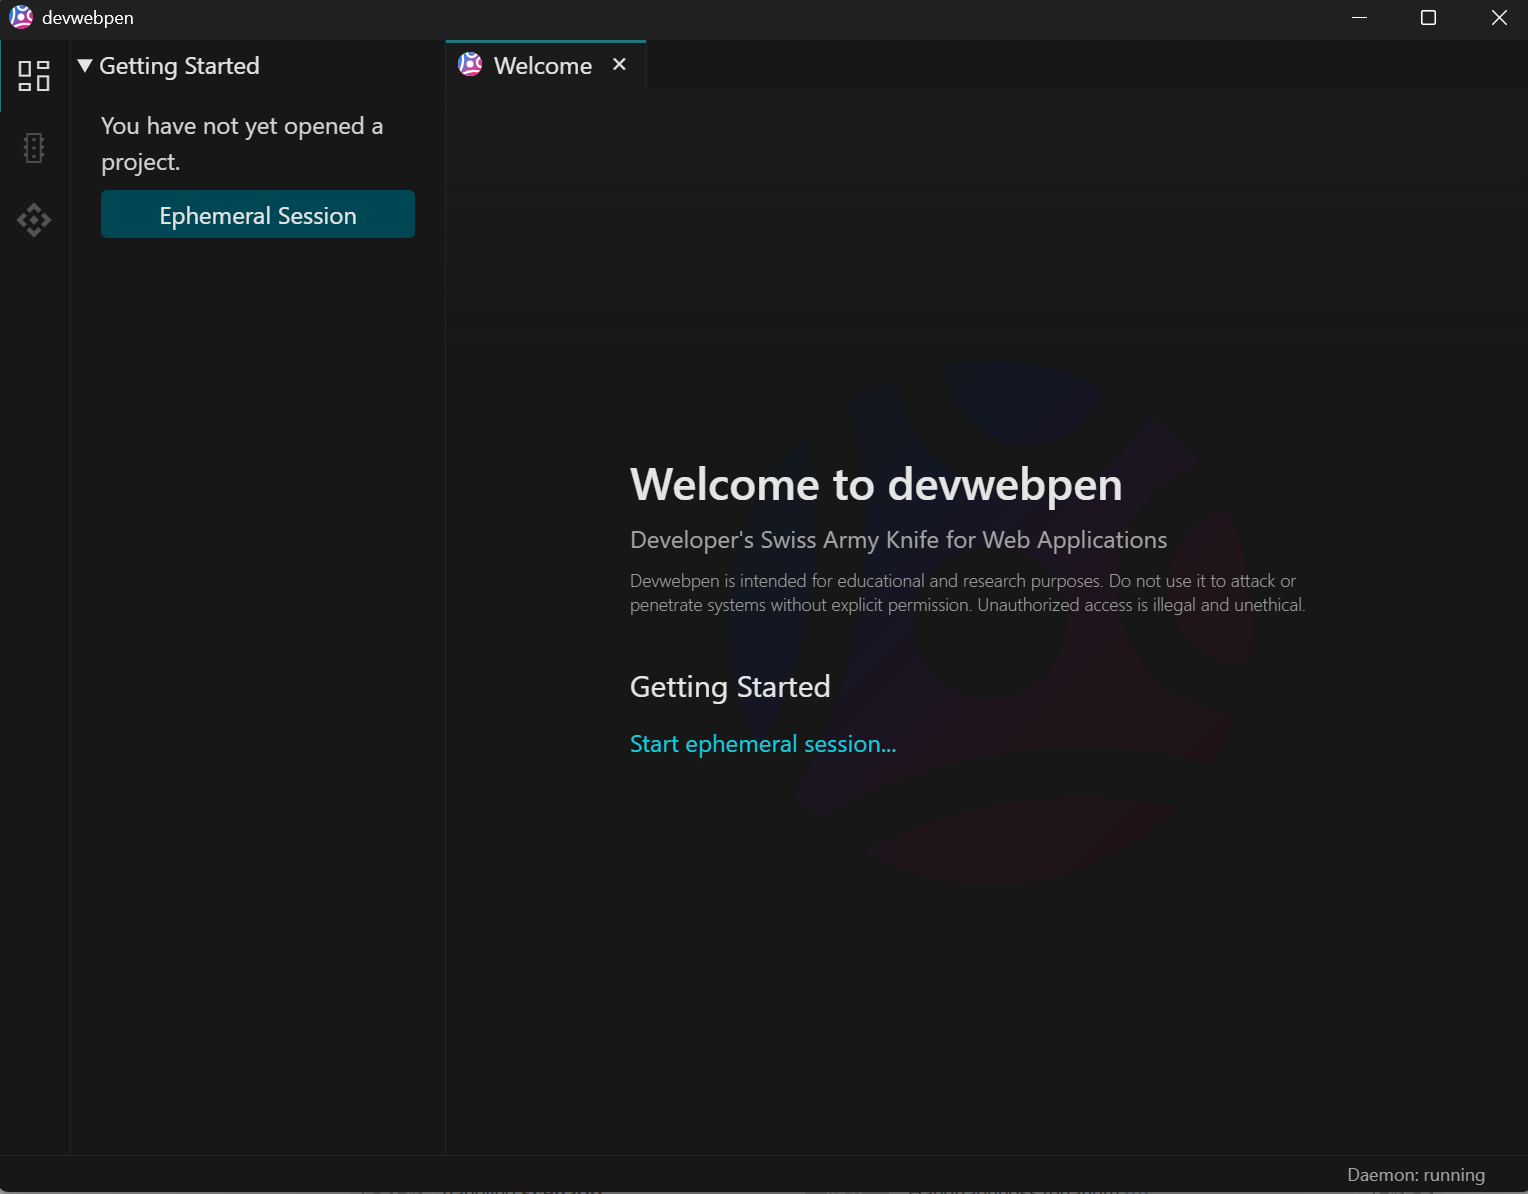 devwebpen
Getting Started
You have not yet opened a
project.
Ephemeral Session
Welcome
Welcome to devwebpen
Developer's Swiss Army Knife for Web Applications
Devwebpen is intended for educational and research purposes. Do not use it to attack or
penetrate systems without explicit permission. Unauthorized access is illegal and unethical.
Getting Started
Start ephemeral session...
Daemon: running